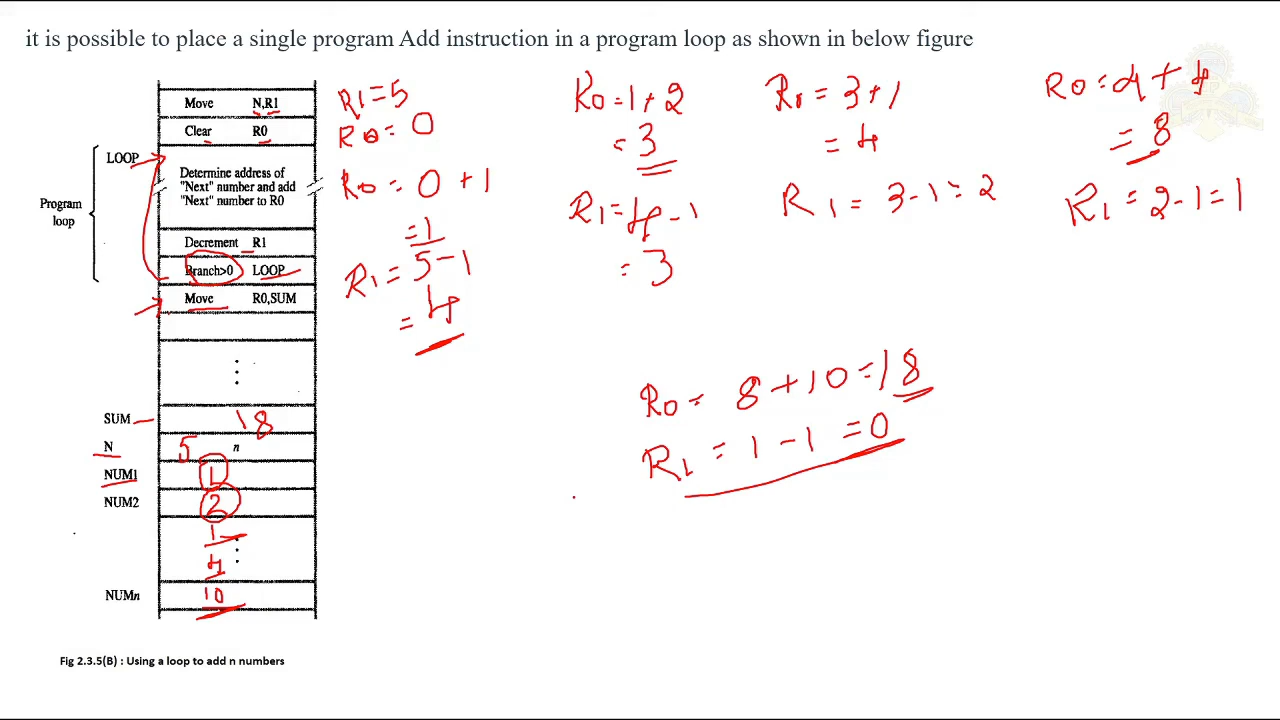 it is possible to place a single program Add instruction in a program loop as shown in below figure
Move N,R1
Clear R0
LOOP
Determine address of
"Next" number and add
"Next" number to R0
Program
loop
Decrement R1
Branch>0 LOOP
Move R0,SUM
SUM 18
N 5 n
NUM1 1
NUM2 2
1
4
NUMn 10
Fig 2.3.5(B) : Using a loop to add n numbers
R1=5
R0=0
R0=0+1
=1
R1=5-1
=4
R0=1+2
=3
R1=4-1
=3
R0=3+1
=4
R1=3-1=2
R0=4+4
=8
R1=2-1=1
R0=8+10=18
R1=1-1=0